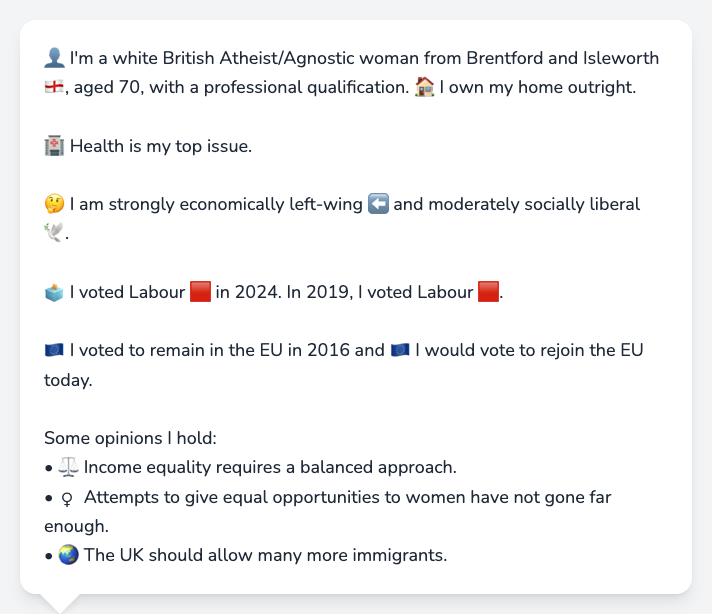 👤 I'm a white British Atheist/Agnostic woman from Brentford and Isleworth
🏴󠁧󠁢󠁥󠁮󠁧󠁿, aged 70, with a professional qualification. 🏠 I own my home outright.
🏥 Health is my top issue.
🤔 I am strongly economically left-wing ⬅️ and moderately socially liberal
🕊️.
🗳️ I voted Labour 🟥 in 2024. In 2019, I voted Labour 🟥.
🇪🇺 I voted to remain in the EU in 2016 and 🇪🇺 I would vote to rejoin the EU
today.
Some opinions I hold:
• ⚖️ Income equality requires a balanced approach.
• ♀ Attempts to give equal opportunities to women have not gone far
enough.
• 🌏 The UK should allow many more immigrants.